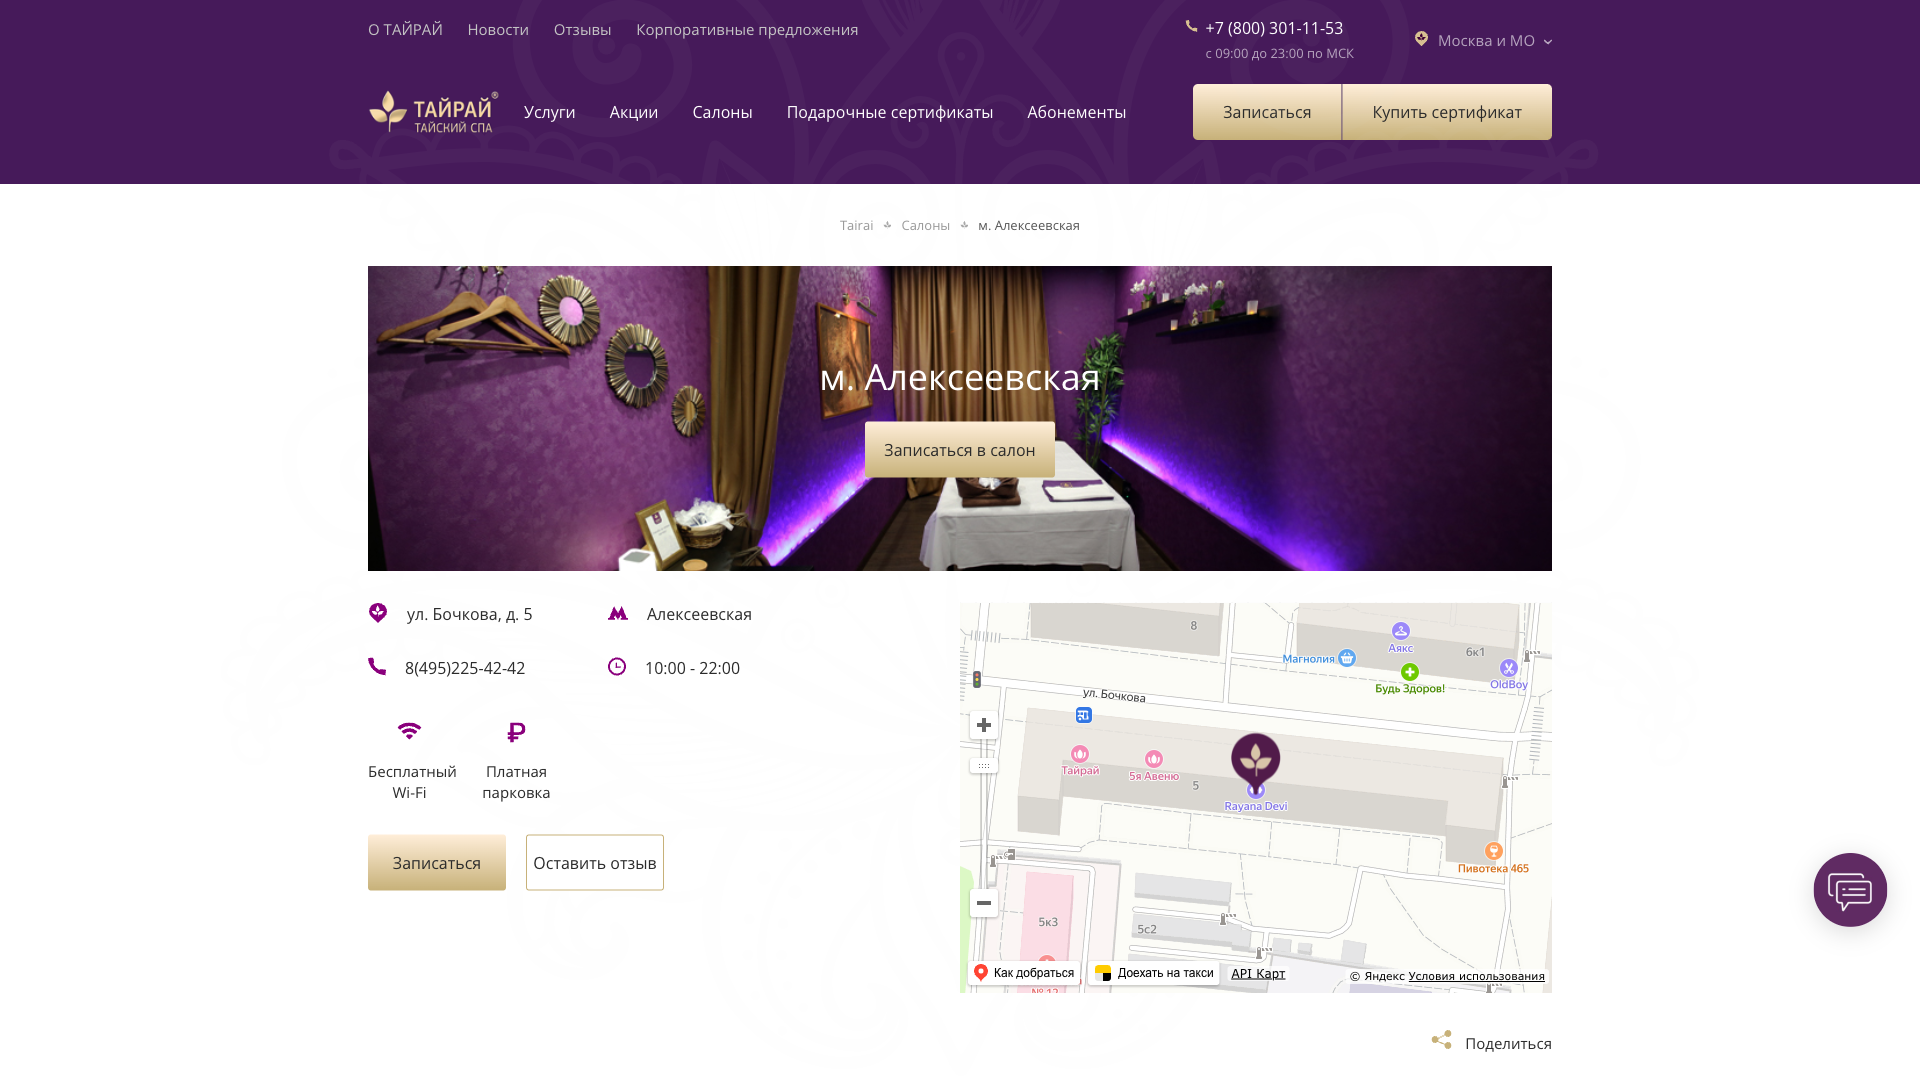 О ТАЙРАЙ
Новости
Отзывы
Корпоративные предложения
+7 (800) 301-11-53
с 09:00 до 23:00 по МСК
Москва и МО
ТАЙРАЙ®
ТАЙСКИЙ СПА
Услуги
Акции
Салоны
Подарочные сертификаты
Абонементы
Записаться
Купить сертификат
Tairai
Салоны
м. Алексеевская
м. Алексеевская
Записаться в салон
ул. Бочкова, д. 5
Алексеевская
8(495)225-42-42
10:00 - 22:00
Бесплатный
Wi-Fi
Платная
парковка
Записаться
Оставить отзыв
8
Аякс
6к1
Магнолия
Будь Здоров!
OldBoy
ул. Бочкова
Тайрай
5я Авеню
5
Rayana Devi
Пивотека 465
5к3
5с2
№ 12
Как добраться
Доехать на такси
API Карт
© Яндекс Условия использования
Поделиться